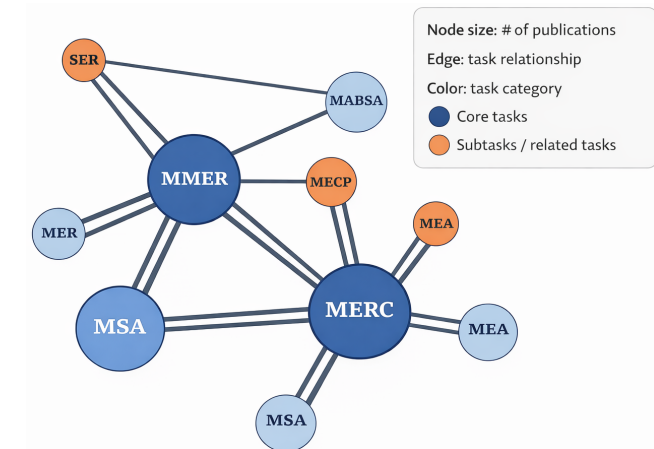 Node size: # of publications
Edge: task relationship
Color: task category
Core tasks
Subtasks / related tasks
SER
MABSA
MMER
MECP
MER
MEA
MERC
MSA
MEA
MSA